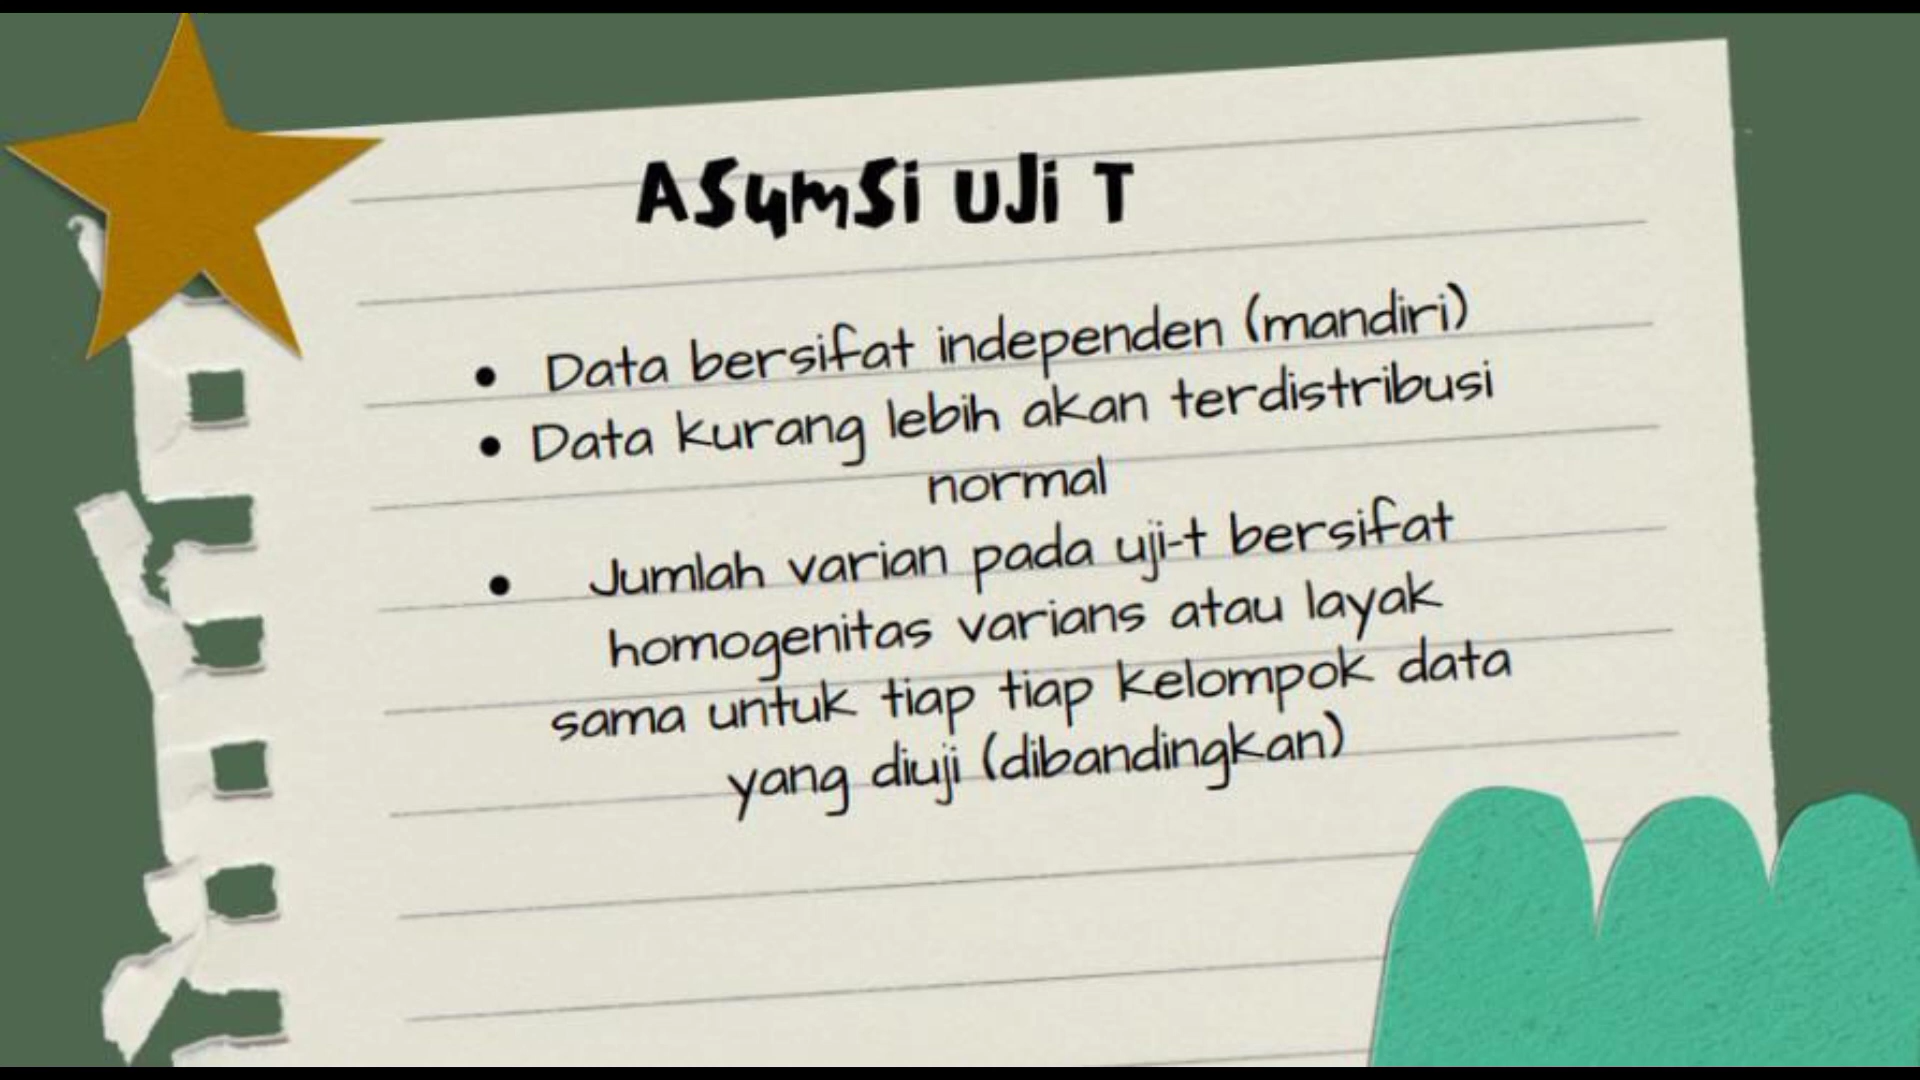 Asumsi Uji T
• Data bersifat independen (mandiri)
• Data kurang lebih akan terdistribusi
normal
• Jumlah varian pada uji-t bersifat
homogenitas varians atau layak
sama untuk tiap tiap kelompok data
yang diuji (dibandingkan)